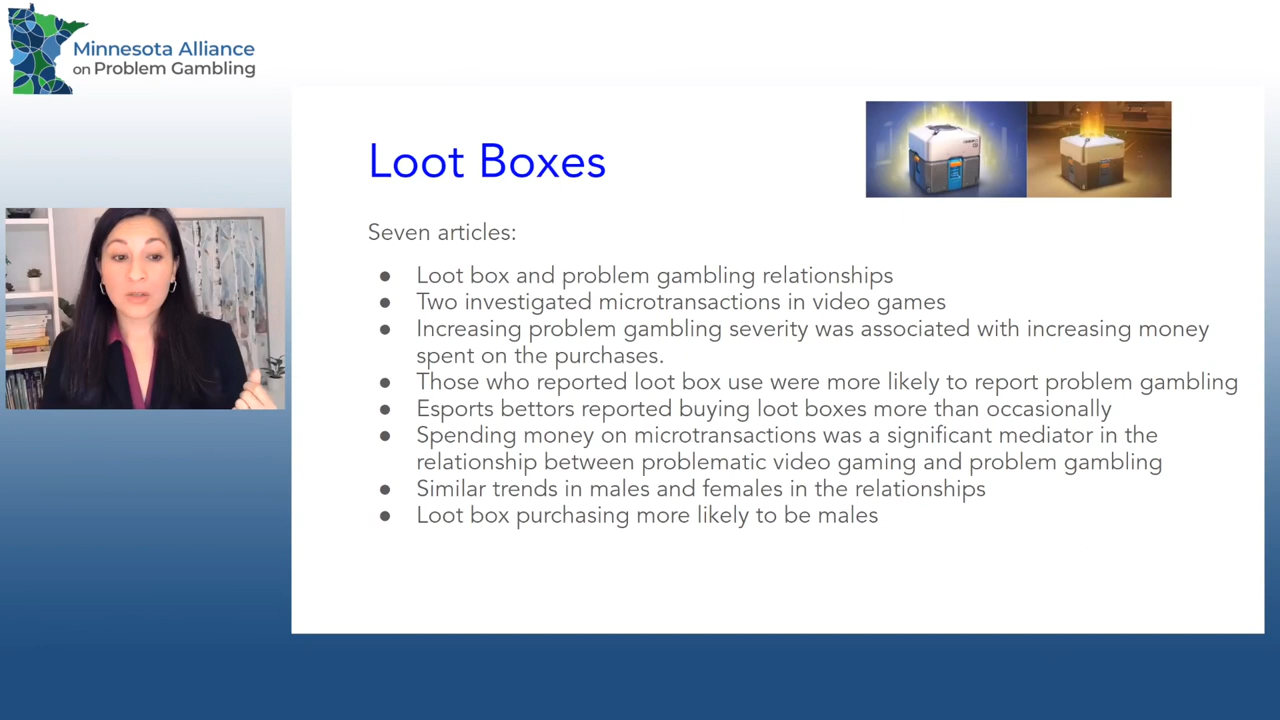 Minnesota Alliance
on Problem Gambling
Loot Boxes
Seven articles:
● Loot box and problem gambling relationships
● Two investigated microtransactions in video games
● Increasing problem gambling severity was associated with increasing money
spent on the purchases.
● Those who reported loot box use were more likely to report problem gambling
● Esports bettors reported buying loot boxes more than occasionally
● Spending money on microtransactions was a significant mediator in the
relationship between problematic video gaming and problem gambling
● Similar trends in males and females in the relationships
● Loot box purchasing more likely to be males